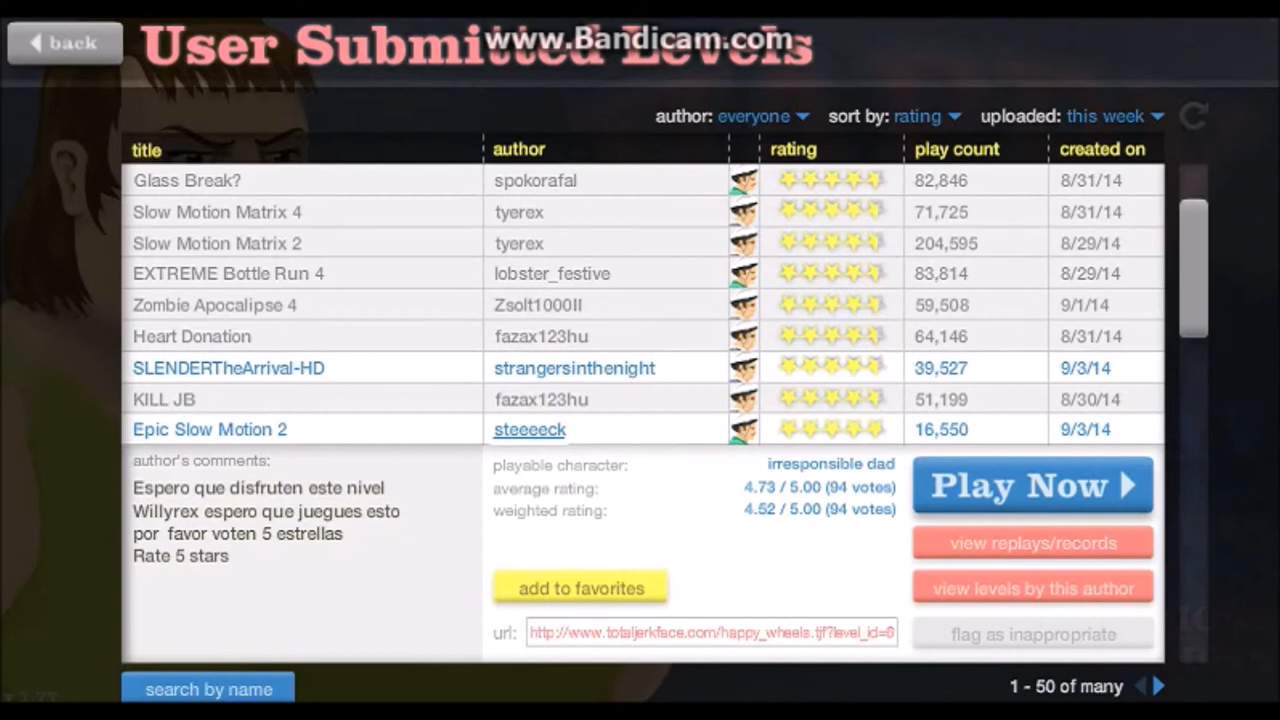 back
User Submitted Levels
www.Bandicam.com
author: everyone sort by: rating uploaded: this week
title author rating play count created on
Glass Break? spokorafal 82,846 8/31/14
Slow Motion Matrix 4 tyerex 71,725 8/31/14
Slow Motion Matrix 2 tyerex 204,595 8/29/14
EXTREME Bottle Run 4 lobster_festive 83,814 8/29/14
Zombie Apocalipse 4 Zsolt1000II 59,508 9/1/14
Heart Donation fazax123hu 64,146 8/31/14
SLENDERTheArrival-HD strangersinthenight 39,527 9/3/14
KILL JB fazax123hu 51,199 8/30/14
Epic Slow Motion 2 steeeeck 16,550 9/3/14
author's comments:
Espero que disfruten este nivel
Willyrex espero que juegues esto
por favor voten 5 estrellas
Rate 5 stars
playable character: irresponsible dad
average rating: 4.73 / 5.00 (94 votes)
weighted rating: 4.52 / 5.00 (94 votes)
add to favorites
url: http://www.totaljerkface.com/happy_wheels.tjf?level_id=6
Play Now
view replays/records
view levels by this author
flag as inappropriate
search by name
1 - 50 of many